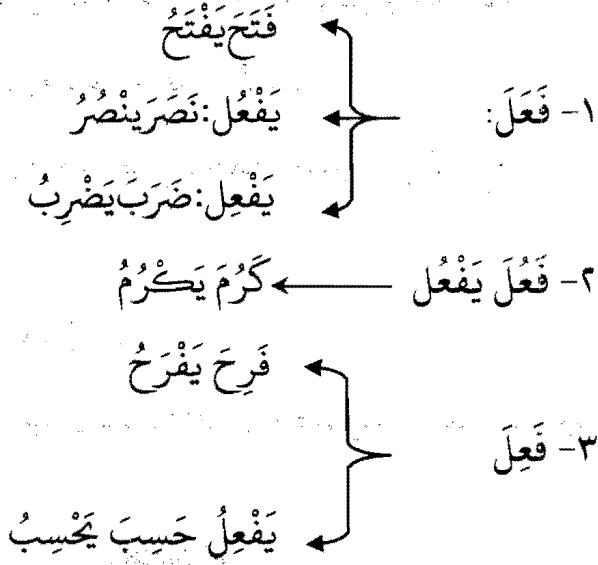 فَتَحَ يَفْتَحُ
١- فَعَلَ:
يَفْعُل: نَصَرَ يَنْصُرُ
يَفْعِل: ضَرَبَ يَضْرِبُ
٢- فَعُلَ يَفْعُل
كَرُمَ يَكْرُمُ
فَرِحَ يَفْرَحُ
٣- فَعِلَ
يَفْعِلُ حَسِبَ يَحْسِبُ